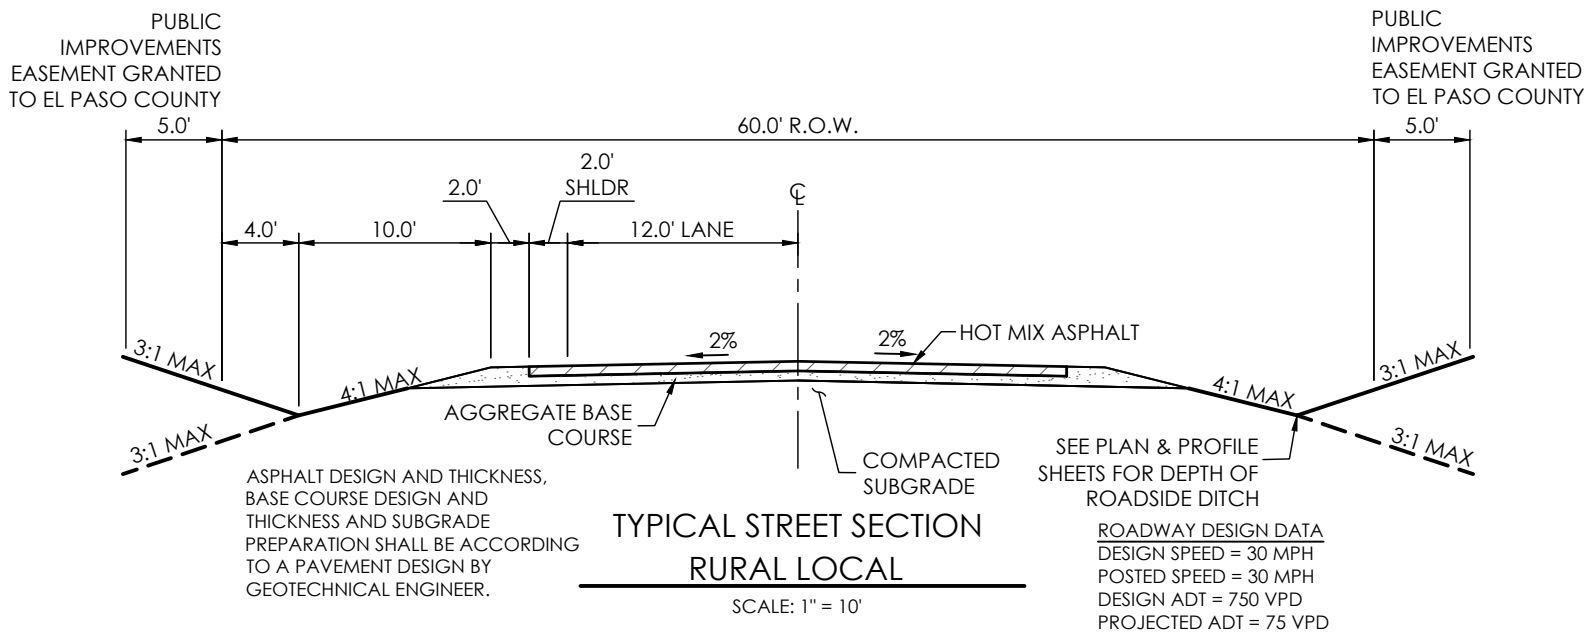 PUBLIC
IMPROVEMENTS
EASEMENT GRANTED
TO EL PASO COUNTY
PUBLIC
IMPROVEMENTS
EASEMENT GRANTED
TO EL PASO COUNTY
5.0'
60.0' R.O.W.
5.0'
2.0'
2.0'
SHLDR
℄
4.0'
10.0'
12.0' LANE
2%
2%
HOT MIX ASPHALT
3:1 MAX
4:1 MAX
4:1 MAX
3:1 MAX
AGGREGATE BASE
COURSE
3:1 MAX
3:1 MAX
COMPACTED
SUBGRADE
SEE PLAN & PROFILE
SHEETS FOR DEPTH OF
ROADSIDE DITCH
ASPHALT DESIGN AND THICKNESS,
BASE COURSE DESIGN AND
THICKNESS AND SUBGRADE
PREPARATION SHALL BE ACCORDING
TO A PAVEMENT DESIGN BY
GEOTECHNICAL ENGINEER.
TYPICAL STREET SECTION
RURAL LOCAL
SCALE: 1" = 10'
ROADWAY DESIGN DATA
DESIGN SPEED = 30 MPH
POSTED SPEED = 30 MPH
DESIGN ADT = 750 VPD
PROJECTED ADT = 75 VPD